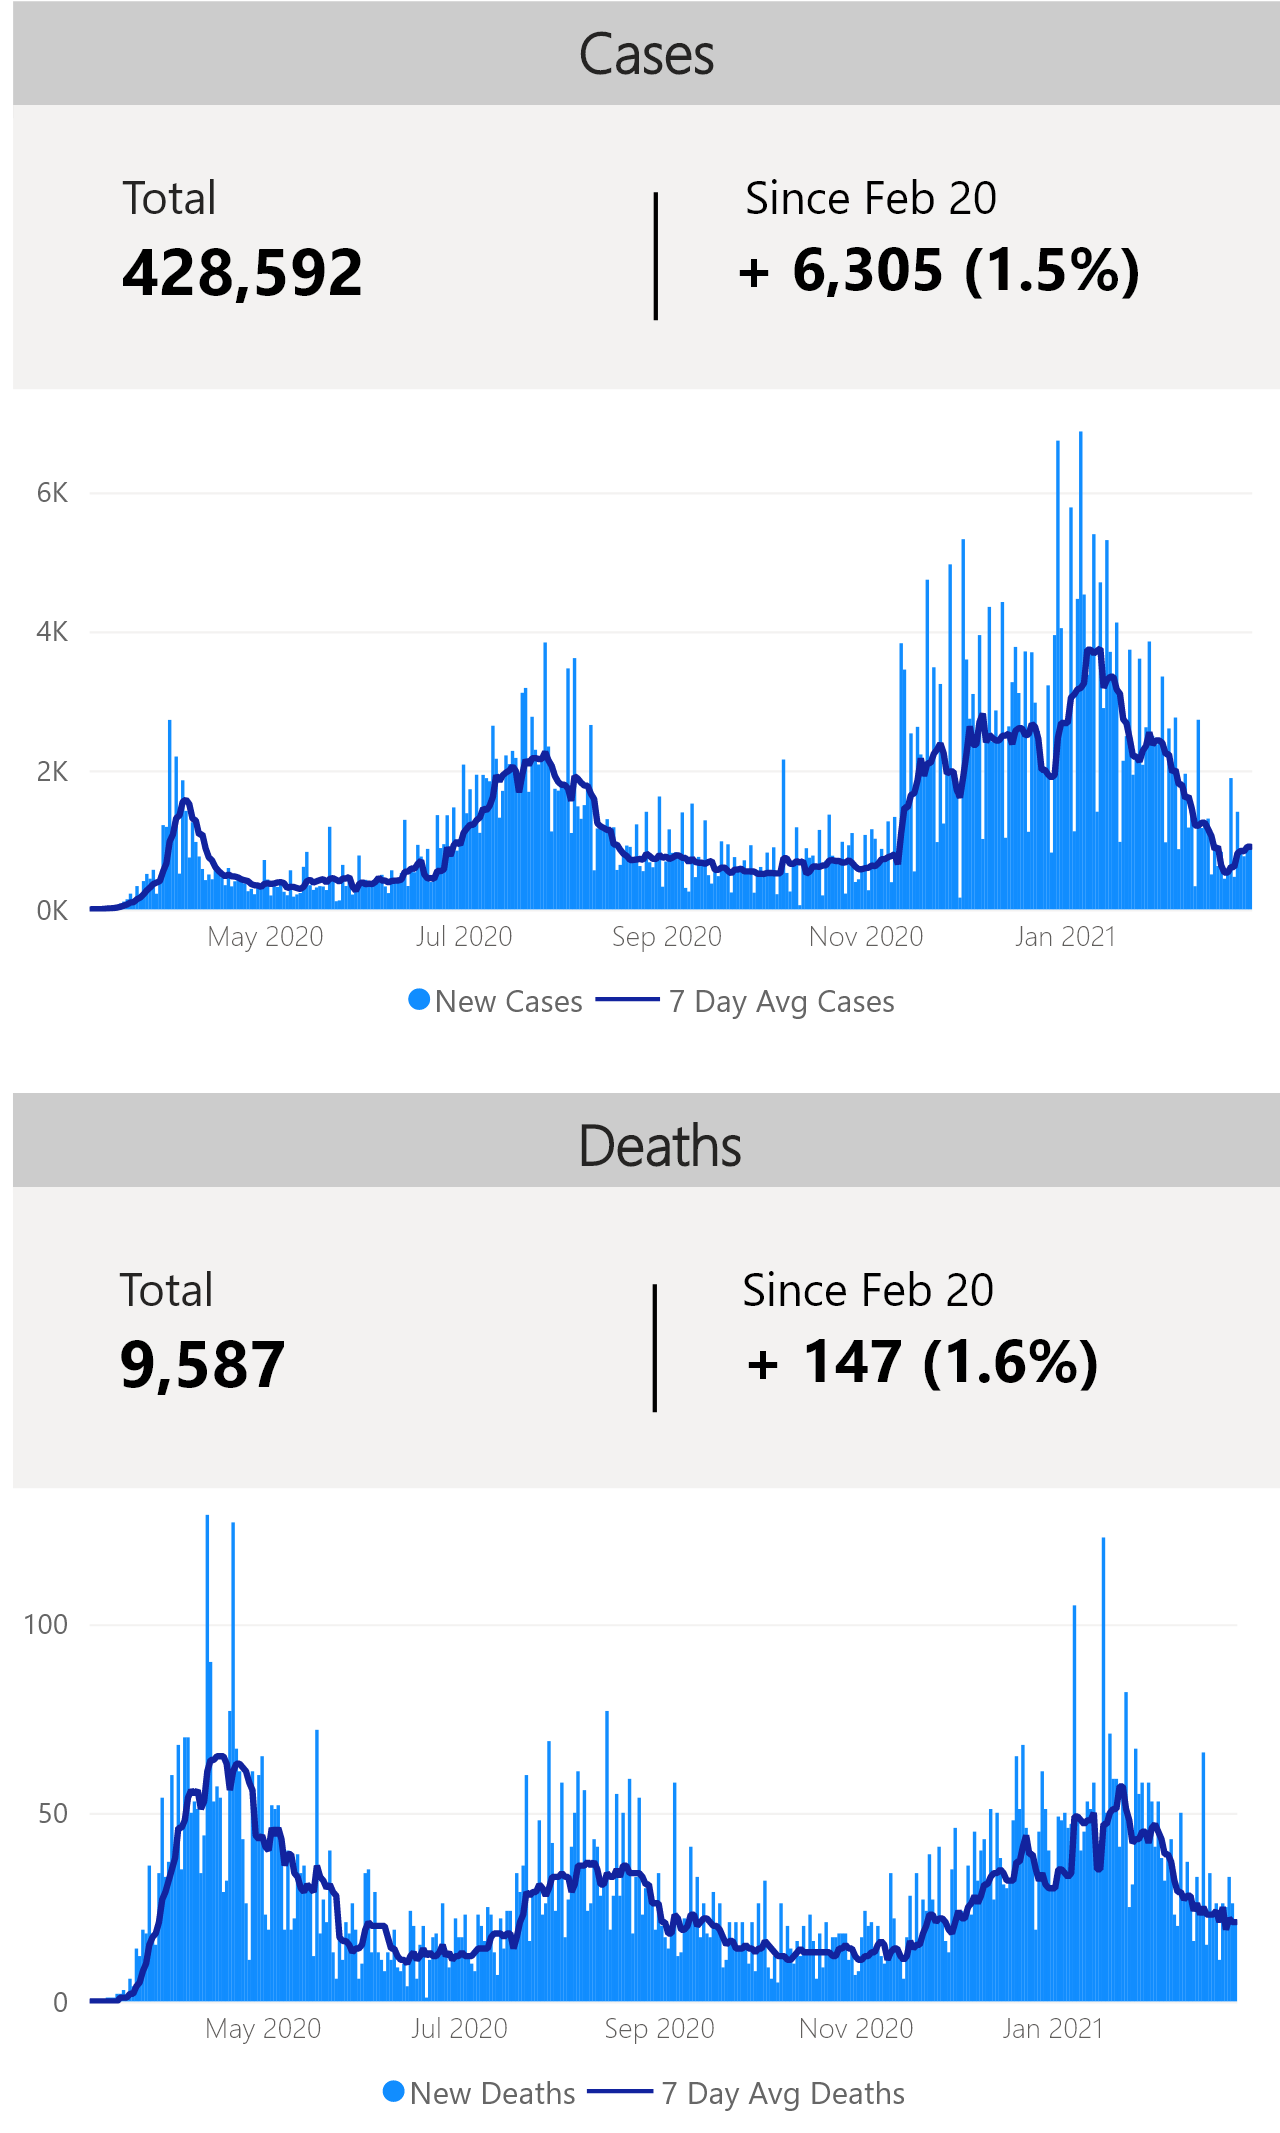 Cases
Total
Since Feb 20
428,592
+ 6,305 (1.5%)
6K
4K
2K
0K
May 2020 Jul 2020 Sep 2020 Nov 2020 Jan 2021
New Cases 7 Day Avg Cases
Deaths
Total
Since Feb 20
9,587
+ 147 (1.6%)
100
50
0
May 2020 Jul 2020 Sep 2020 Nov 2020 Jan 2021
New Deaths 7 Day Avg Deaths